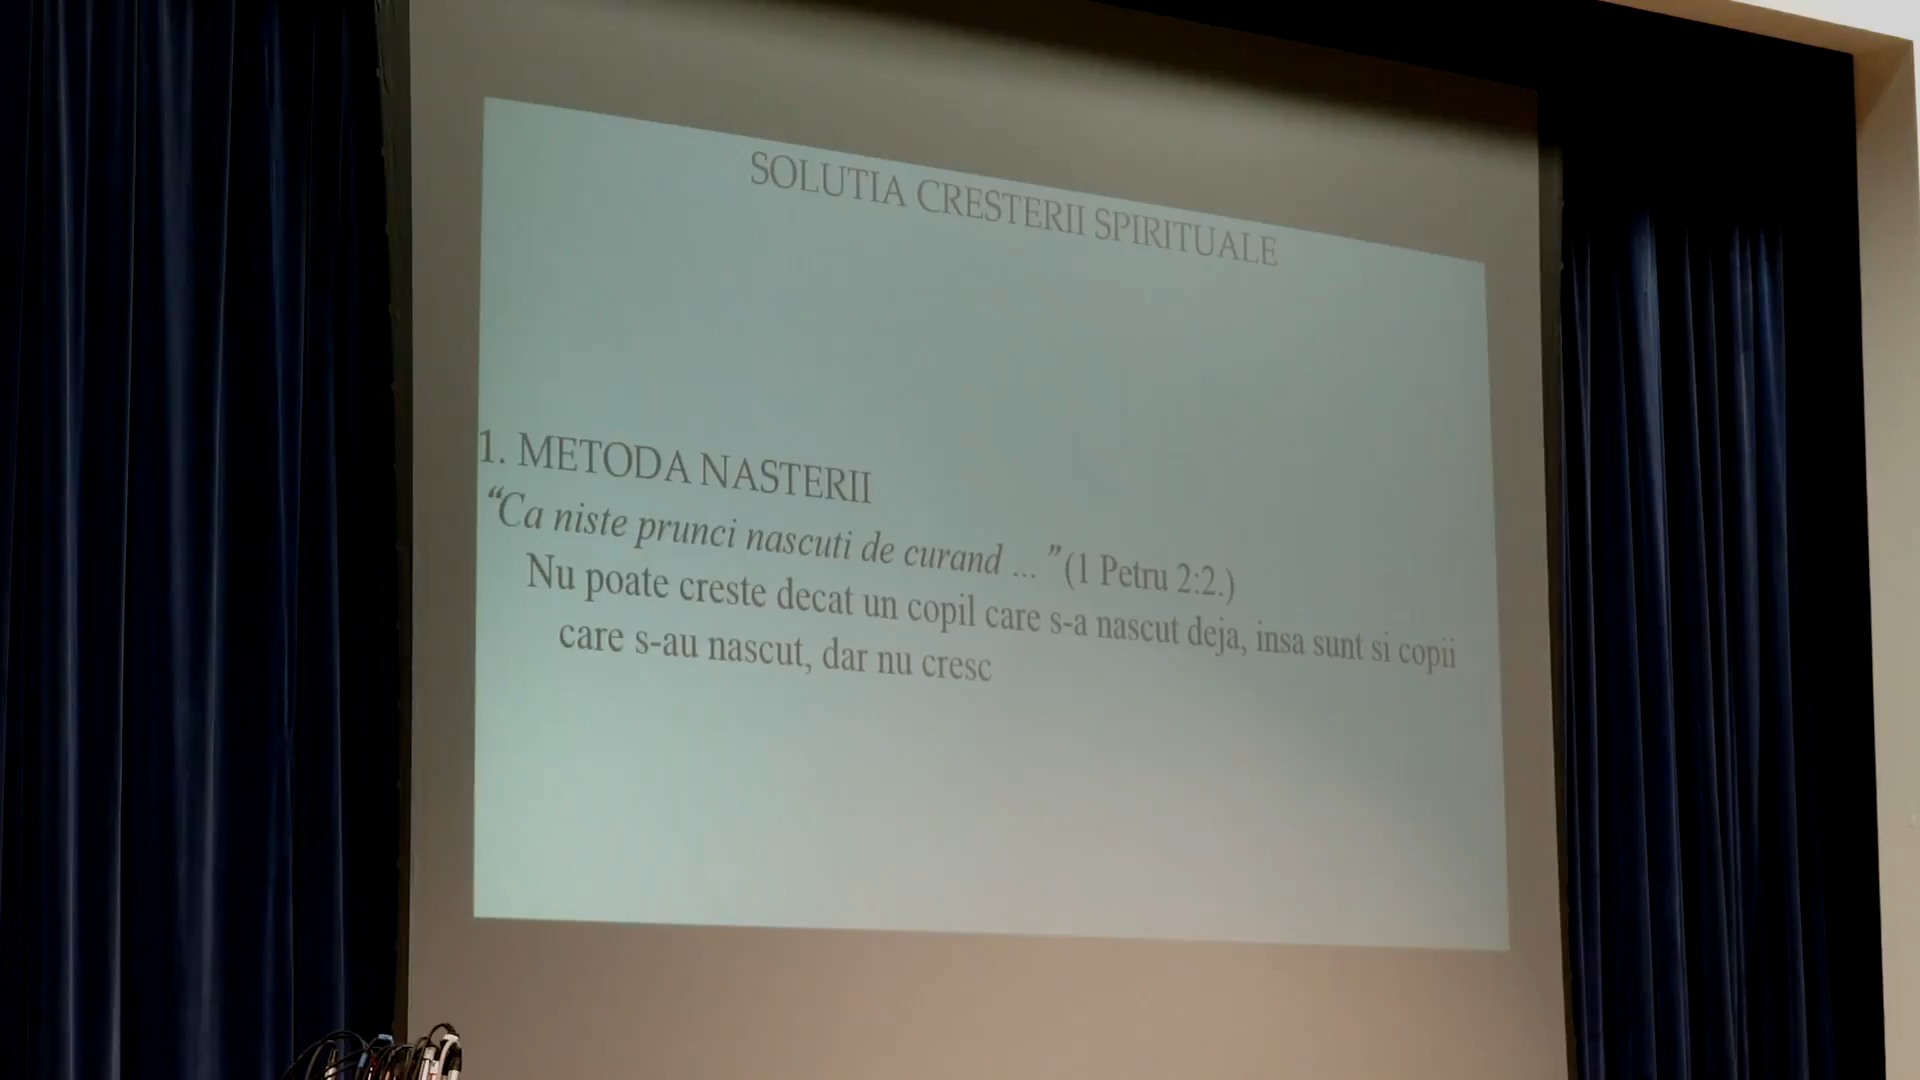 SOLUTIA CRESTERII SPIRITUALE
1. METODA NASTERII
“Ca niste prunci nascuti de curand ... ” (1 Petru 2:2.)
Nu poate creste decat un copil care s-a nascut deja, insa sunt si copii
care s-au nascut, dar nu cresc